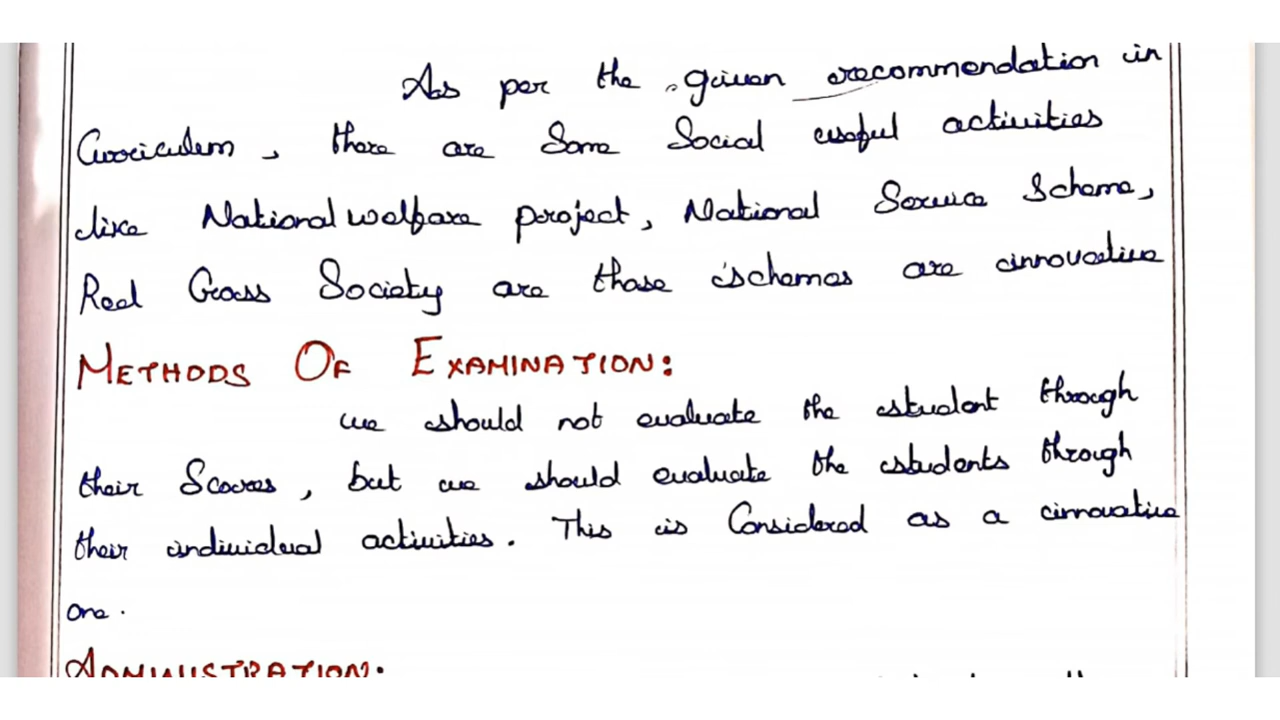 As per the given recommendation in
Curriculum, there are Some Social useful activities
like National welfare project, National Service Scheme,
Red Cross Society are those schemes are innovative
METHODS OF EXAMINATION:
we should not evaluate the student through
their Scores, but we should evaluate the students through
their individual activities. This is Considered as a innovative
one.
ADMINISTRATION: